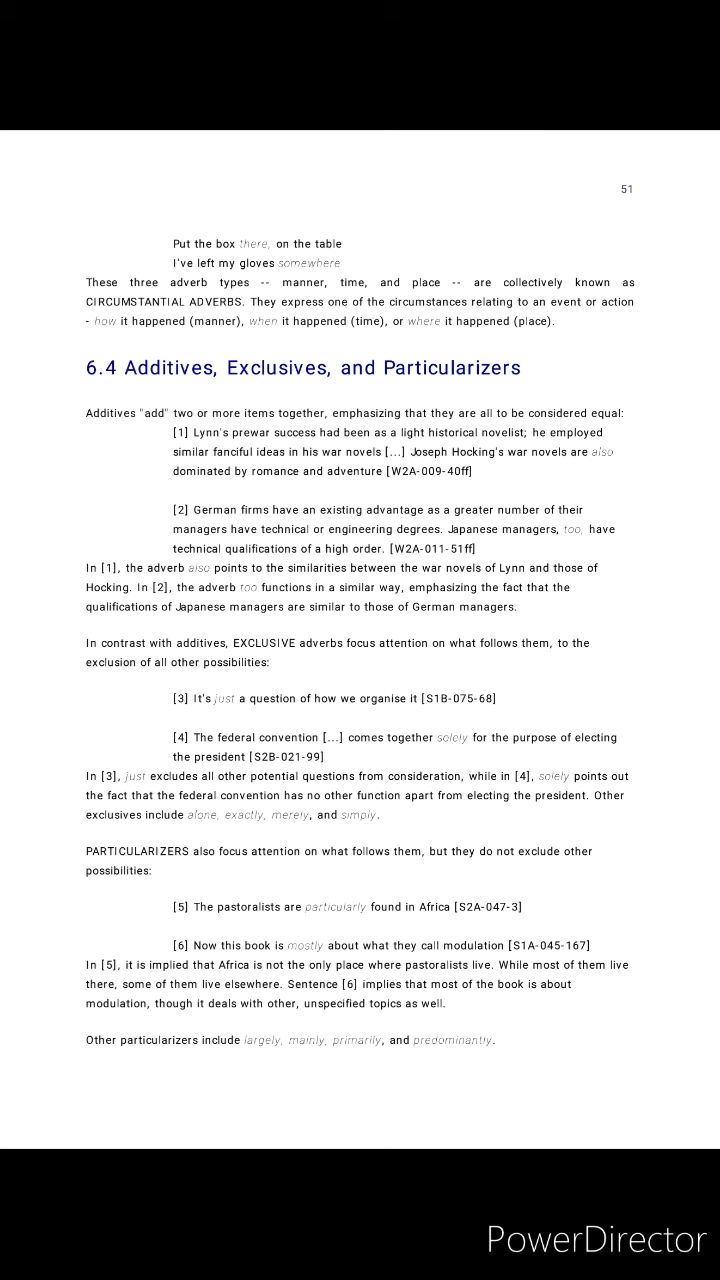 51
Put the box there, on the table
I've left my gloves somewhere
These three adverb types -- manner, time, and place -- are collectively known as
CIRCUMSTANTIAL ADVERBS. They express one of the circumstances relating to an event or action
- how it happened (manner), when it happened (time), or where it happened (place).
6.4 Additives, Exclusives, and Particularizers
Additives "add" two or more items together, emphasizing that they are all to be considered equal:
[1] Lynn's prewar success had been as a light historical novelist; he employed
similar fanciful ideas in his war novels [...] Joseph Hocking's war novels are also
dominated by romance and adventure [W2A-009-40ff]
[2] German firms have an existing advantage as a greater number of their
managers have technical or engineering degrees. Japanese managers, too, have
technical qualifications of a high order. [W2A-011-51ff]
In [1], the adverb also points to the similarities between the war novels of Lynn and those of
Hocking. In [2], the adverb too functions in a similar way, emphasizing the fact that the
qualifications of Japanese managers are similar to those of German managers.
In contrast with additives, EXCLUSIVE adverbs focus attention on what follows them, to the
exclusion of all other possibilities:
[3] It's just a question of how we organise it [S1B-075-68]
[4] The federal convention [...] comes together solely for the purpose of electing
the president [S2B-021-99]
In [3], just excludes all other potential questions from consideration, while in [4], solely points out
the fact that the federal convention has no other function apart from electing the president. Other
exclusives include alone, exactly, merely, and simply.
PARTICULARIZERS also focus attention on what follows them, but they do not exclude other
possibilities:
[5] The pastoralists are particularly found in Africa [S2A-047-3]
[6] Now this book is mostly about what they call modulation [S1A-045-167]
In [5], it is implied that Africa is not the only place where pastoralists live. While most of them live
there, some of them live elsewhere. Sentence [6] implies that most of the book is about
modulation, though it deals with other, unspecified topics as well.
Other particularizers include largely, mainly, primarily, and predominantly.
PowerDirector